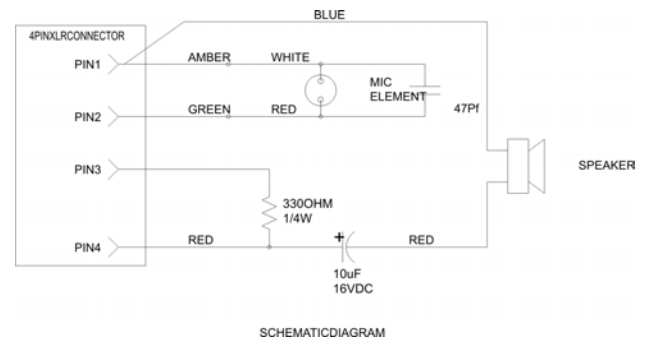 BLUE
4PINXLRCONNECTOR
PIN1
AMBER
WHITE
MIC
ELEMENT
47Pf
PIN2
GREEN
RED
PIN3
SPEAKER
330OHM
1/4W
PIN4
RED
+
RED
10uF
16VDC
SCHEMATICDIAGRAM